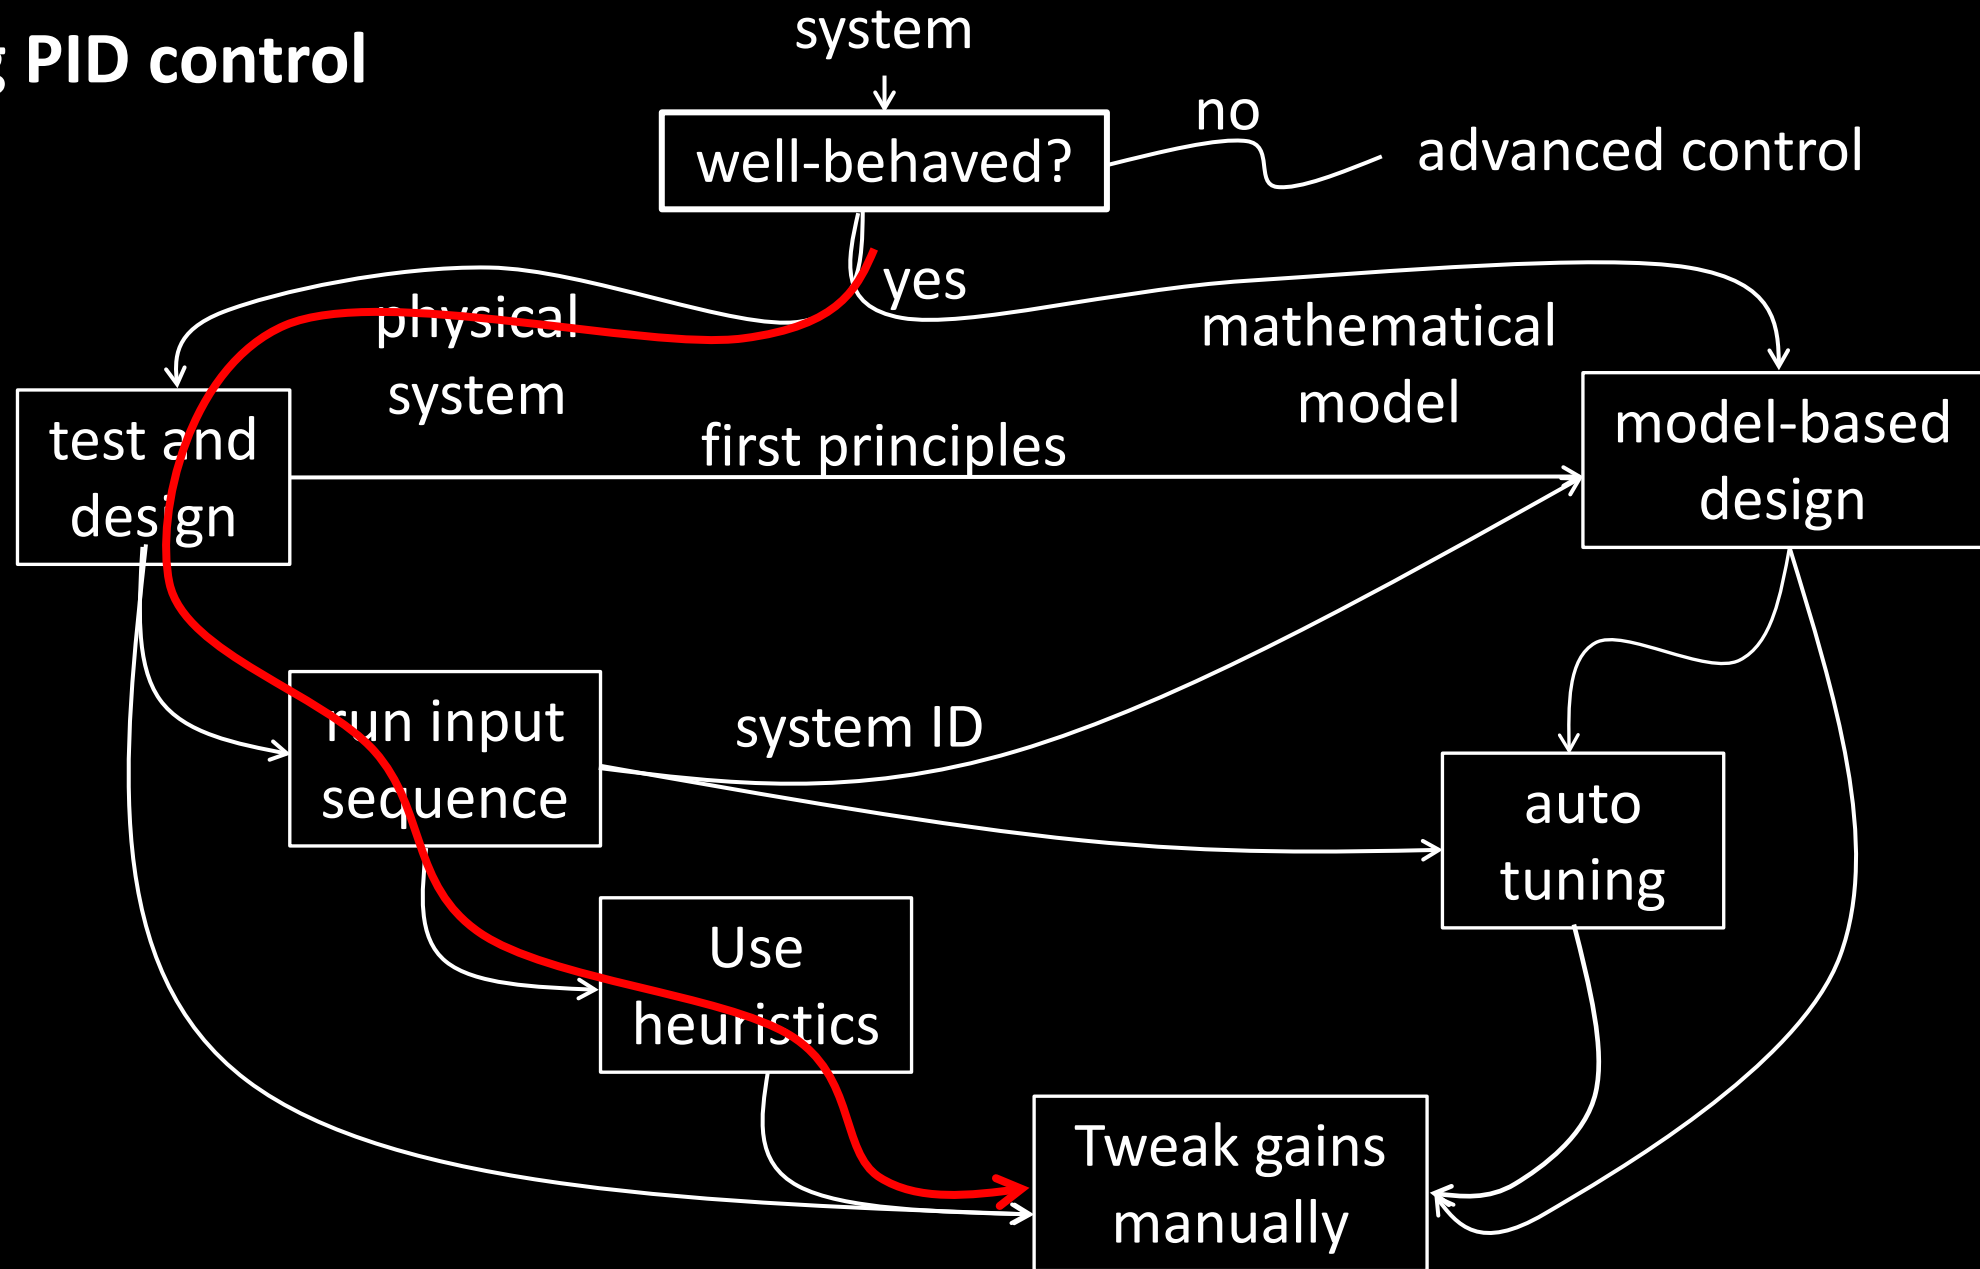 PID control
system
well-behaved?
no
advanced control
yes
physical
system
mathematical
model
test and
design
first principles
model-based
design
run input
sequence
system ID
auto
tuning
Use
heuristics
Tweak gains
manually